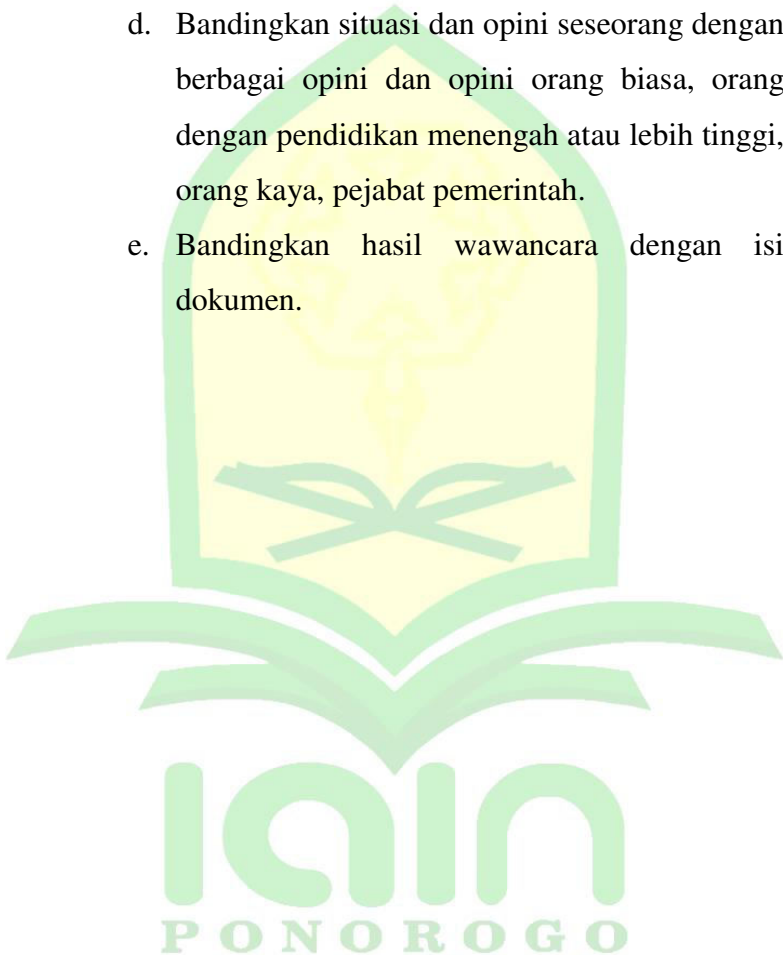 d. Bandingkan situasi dan opini seseorang dengan
berbagai opini dan opini orang biasa, orang
dengan pendidikan menengah atau lebih tinggi,
orang kaya, pejabat pemerintah.
e. Bandingkan hasil wawancara dengan isi
dokumen.
iain
PONOROGO